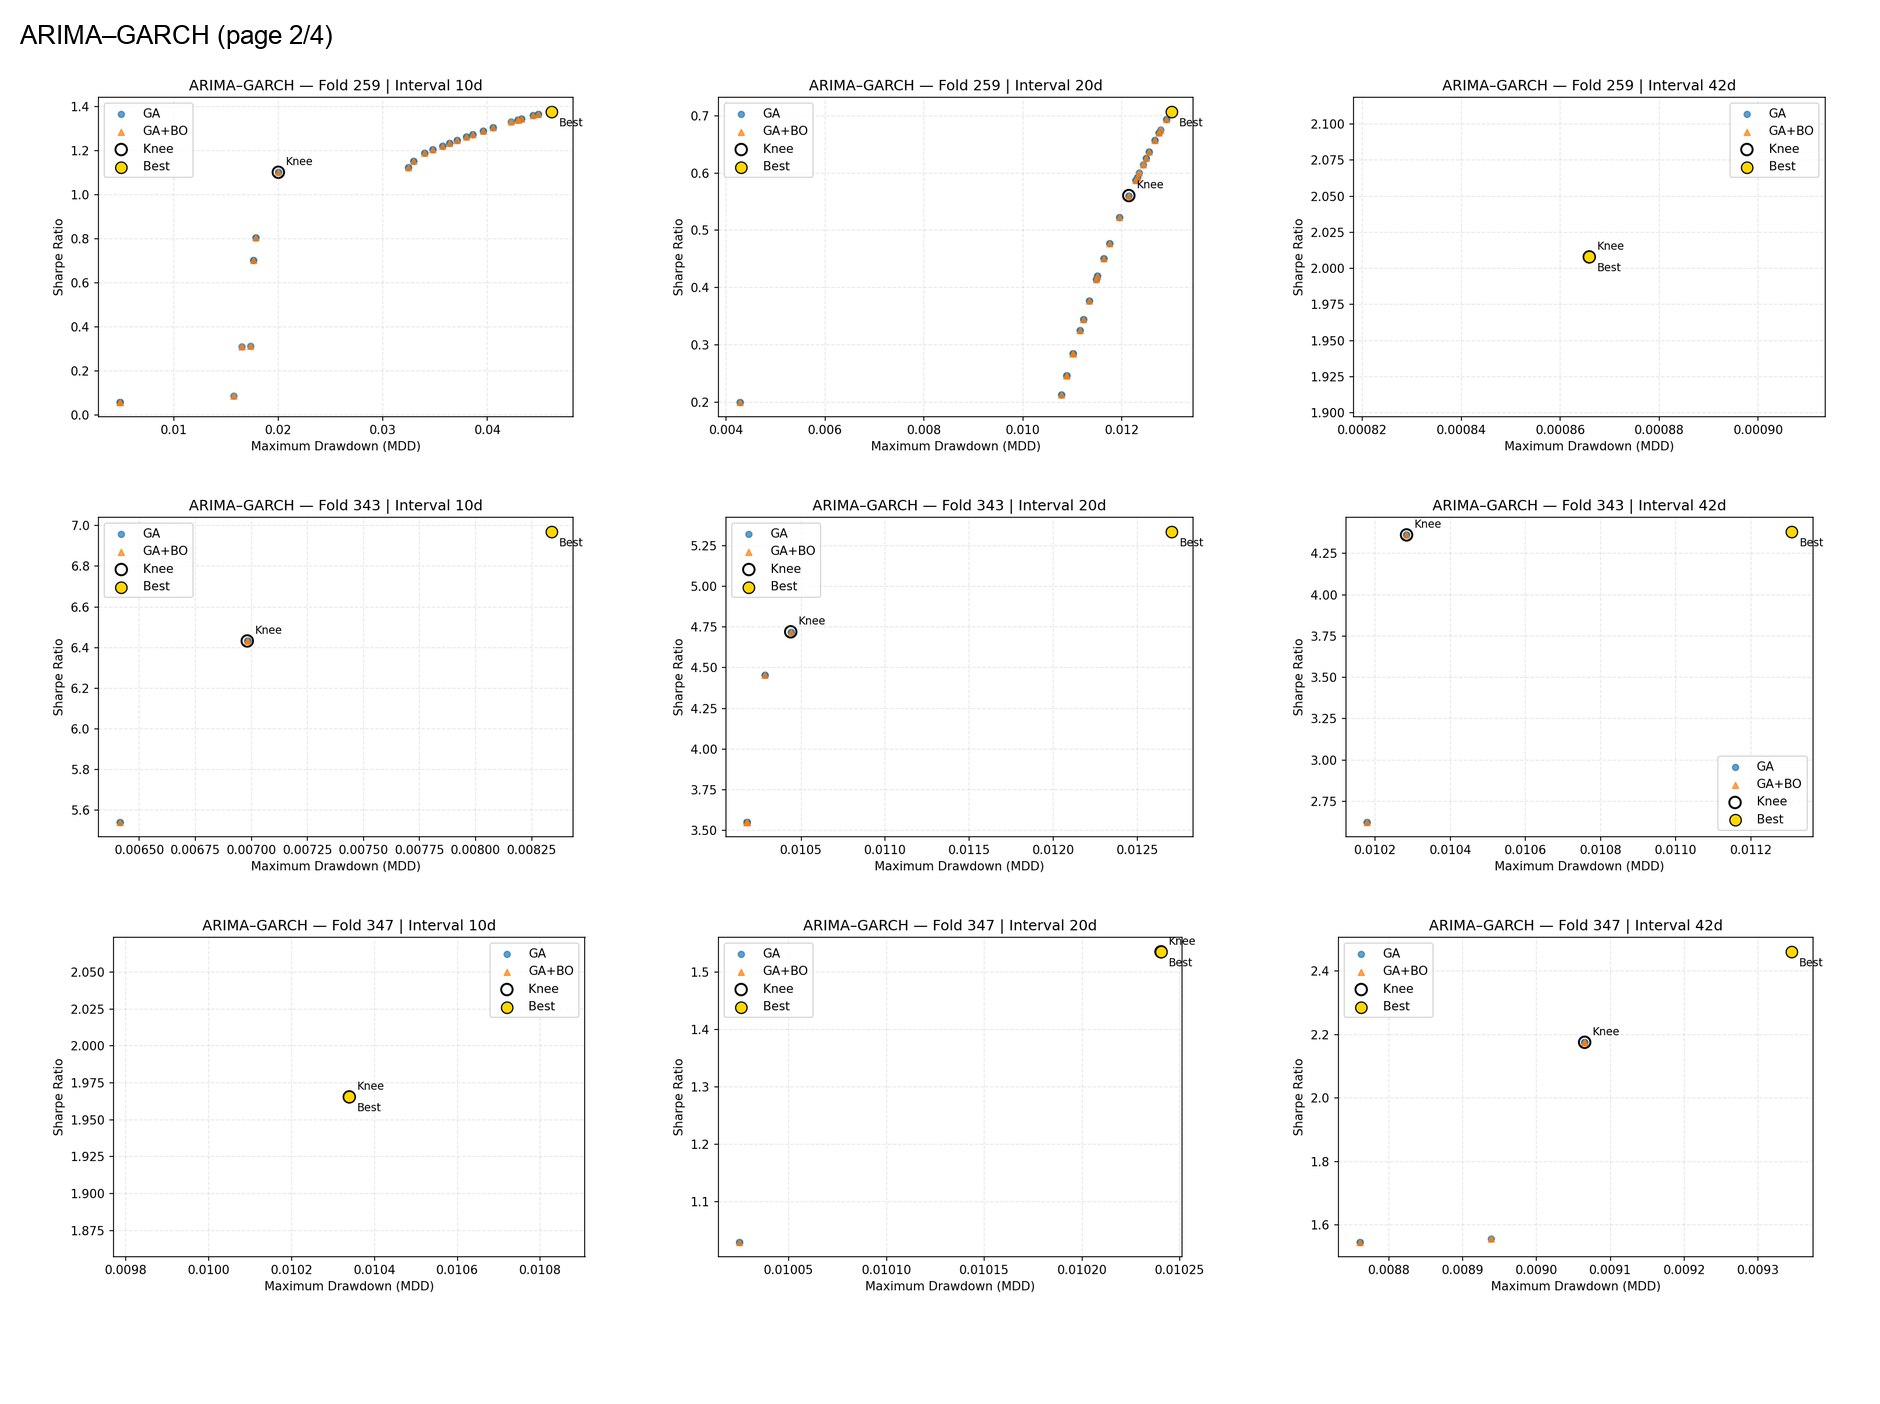 ARIMA–GARCH (page 2/4)
ARIMA–GARCH — Fold 259 | Interval 10d
GA
GA+BO
Knee
Best
Best
Knee
1.4
1.2
1.0
0.8
0.6
0.4
0.2
0.0
Sharpe Ratio
0.01 0.02 0.03 0.04
Maximum Drawdown (MDD)
ARIMA–GARCH — Fold 259 | Interval 20d
GA
GA+BO
Knee
Best
Best
Knee
0.7
0.6
0.5
0.4
0.3
0.2
Sharpe Ratio
0.004 0.006 0.008 0.010 0.012
Maximum Drawdown (MDD)
ARIMA–GARCH — Fold 259 | Interval 42d
GA
GA+BO
Knee
Best
Knee
Best
2.100
2.075
2.050
2.025
2.000
1.975
1.950
1.925
1.900
Sharpe Ratio
0.00082 0.00084 0.00086 0.00088 0.00090
Maximum Drawdown (MDD)
ARIMA–GARCH — Fold 343 | Interval 10d
GA
GA+BO
Knee
Best
Best
Knee
7.0
6.8
6.6
6.4
6.2
6.0
5.8
5.6
Sharpe Ratio
0.00650 0.00675 0.00700 0.00725 0.00750 0.00775 0.00800 0.00825
Maximum Drawdown (MDD)
ARIMA–GARCH — Fold 343 | Interval 20d
GA
GA+BO
Knee
Best
Best
Knee
5.25
5.00
4.75
4.50
4.25
4.00
3.75
3.50
Sharpe Ratio
0.0105 0.0110 0.0115 0.0120 0.0125
Maximum Drawdown (MDD)
ARIMA–GARCH — Fold 343 | Interval 42d
Knee
Best
GA
GA+BO
Knee
Best
4.25
4.00
3.75
3.50
3.25
3.00
2.75
Sharpe Ratio
0.0102 0.0104 0.0106 0.0108 0.0110 0.0112
Maximum Drawdown (MDD)
ARIMA–GARCH — Fold 347 | Interval 10d
GA
GA+BO
Knee
Best
Knee
Best
2.050
2.025
2.000
1.975
1.950
1.925
1.900
1.875
Sharpe Ratio
0.0098 0.0100 0.0102 0.0104 0.0106 0.0108
Maximum Drawdown (MDD)
ARIMA–GARCH — Fold 347 | Interval 20d
GA
GA+BO
Knee
Best
Knee
Best
1.5
1.4
1.3
1.2
1.1
Sharpe Ratio
0.01005 0.01010 0.01015 0.01020 0.01025
Maximum Drawdown (MDD)
ARIMA–GARCH — Fold 347 | Interval 42d
GA
GA+BO
Knee
Best
Best
Knee
2.4
2.2
2.0
1.8
1.6
Sharpe Ratio
0.0088 0.0089 0.0090 0.0091 0.0092 0.0093
Maximum Drawdown (MDD)